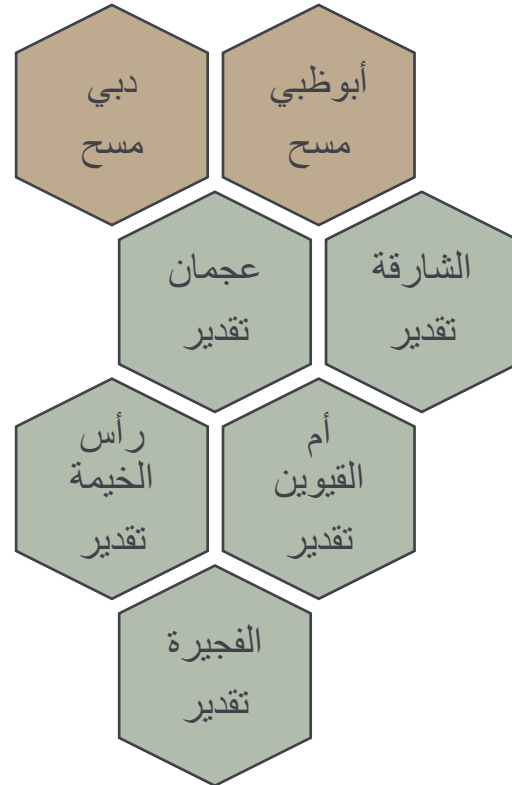 أبوظبي
مسح
دبي
مسح
الشارقة
تقدير
عجمان
تقدير
أم
القيوين
تقدير
رأس
الخيمة
تقدير
الفجيرة
تقدير